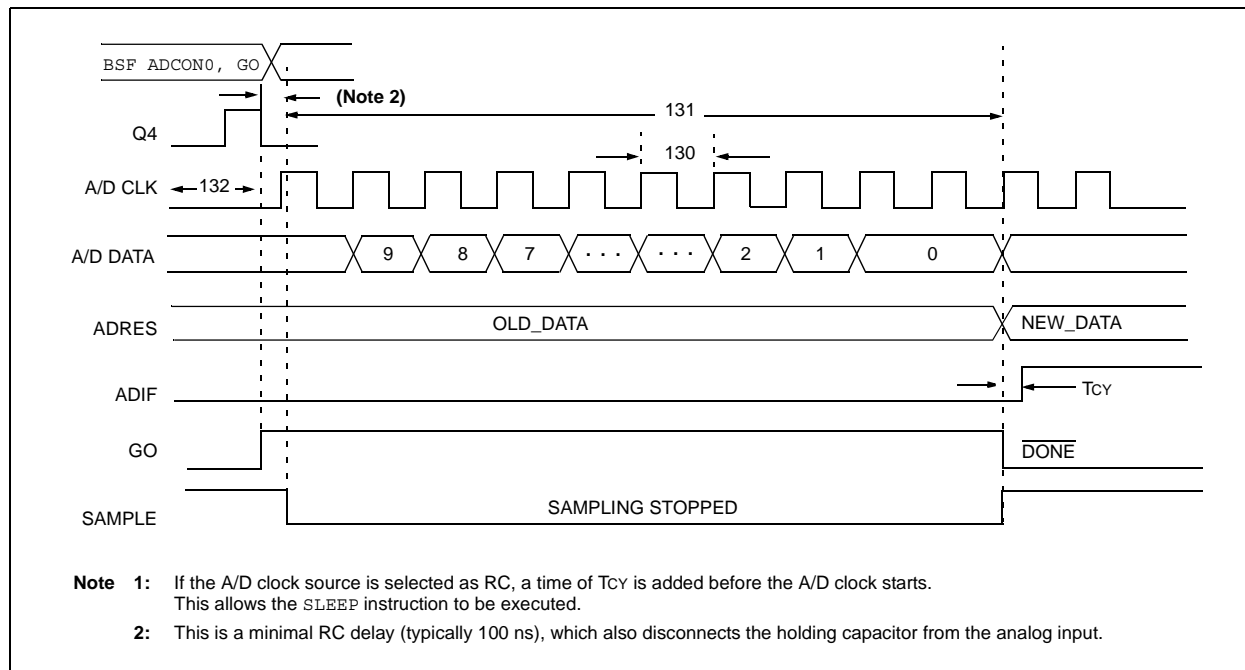 BSF ADCON0, GO
(Note 2)
131
Q4
130
A/D CLK
132
A/D DATA
9 8 7 · · · · · · 2 1 0
ADRES
OLD_DATA
NEW_DATA
ADIF
TCY
GO
DONE
SAMPLE
SAMPLING STOPPED
Note 1: If the A/D clock source is selected as RC, a time of TCY is added before the A/D clock starts.
This allows the SLEEP instruction to be executed.
2: This is a minimal RC delay (typically 100 ns), which also disconnects the holding capacitor from the analog input.